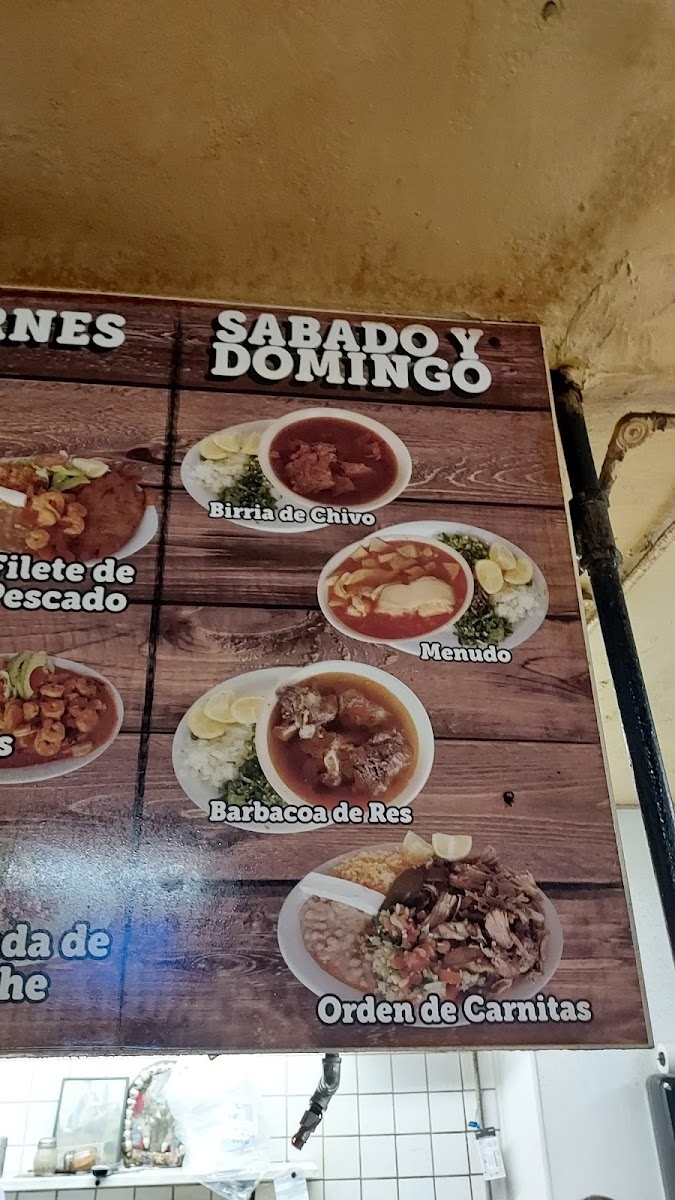 SABADO Y
DOMINGO
Birria de Chivo
Menudo
Barbacoa de Res
Orden de Carnitas
RNES
Filete de
Pescado
s
da de
he